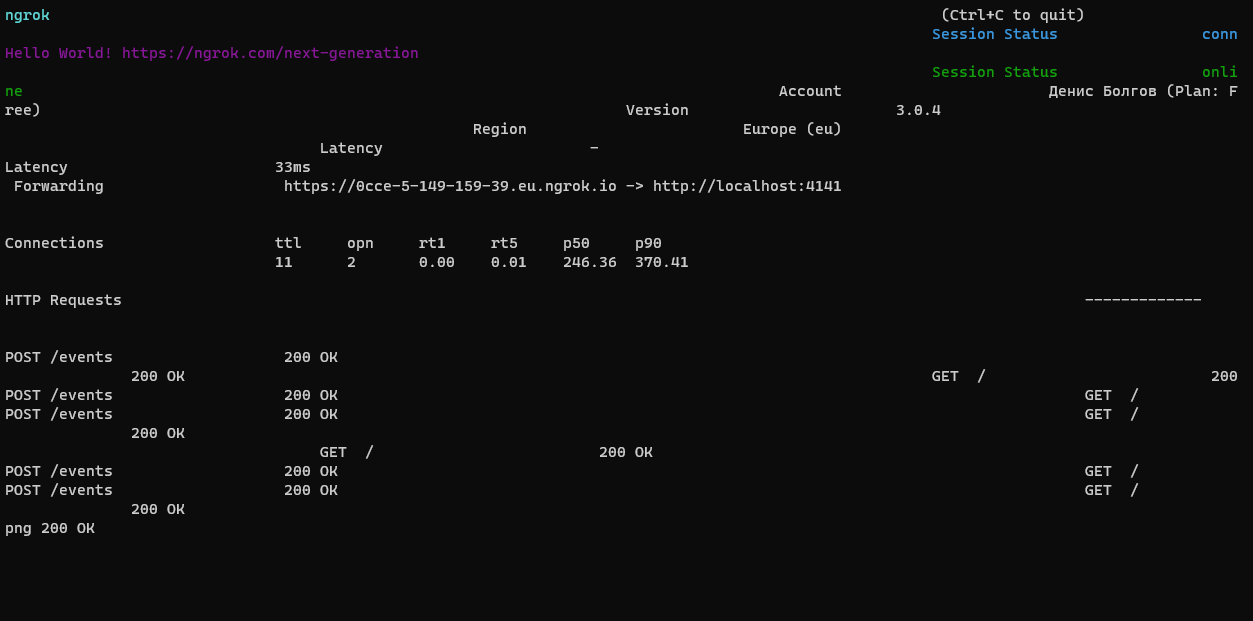 ngrok (Ctrl+C to quit)
Session Status conn
Hello World! https://ngrok.com/next-generation
Session Status onli
ne Account Денис Болгов (Plan: F
ree) Version 3.0.4
Region Europe (eu)
Latency -
Latency 33ms
Forwarding https://0cce-5-149-159-39.eu.ngrok.io -> http://localhost:4141
Connections ttl opn rt1 rt5 p50 p90
11 2 0.00 0.01 246.36 370.41
HTTP Requests -------------
POST /events 200 OK
200 OK GET / 200
POST /events 200 OK GET /
POST /events 200 OK GET /
200 OK
GET / 200 OK
POST /events 200 OK GET /
POST /events 200 OK GET /
200 OK
png 200 OK